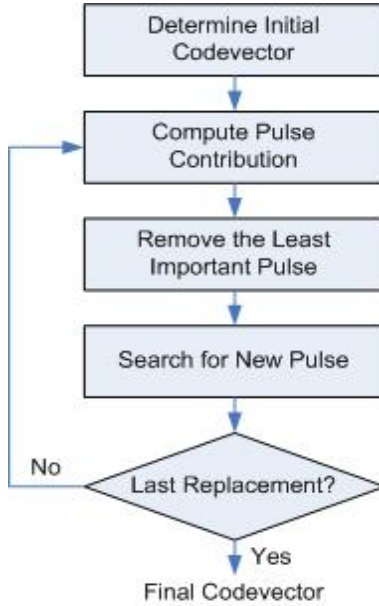 Determine Initial
Codevector
Compute Pulse
Contribution
Remove the Least
Important Pulse
Search for New Pulse
Last Replacement?
No
Yes
Final Codevector